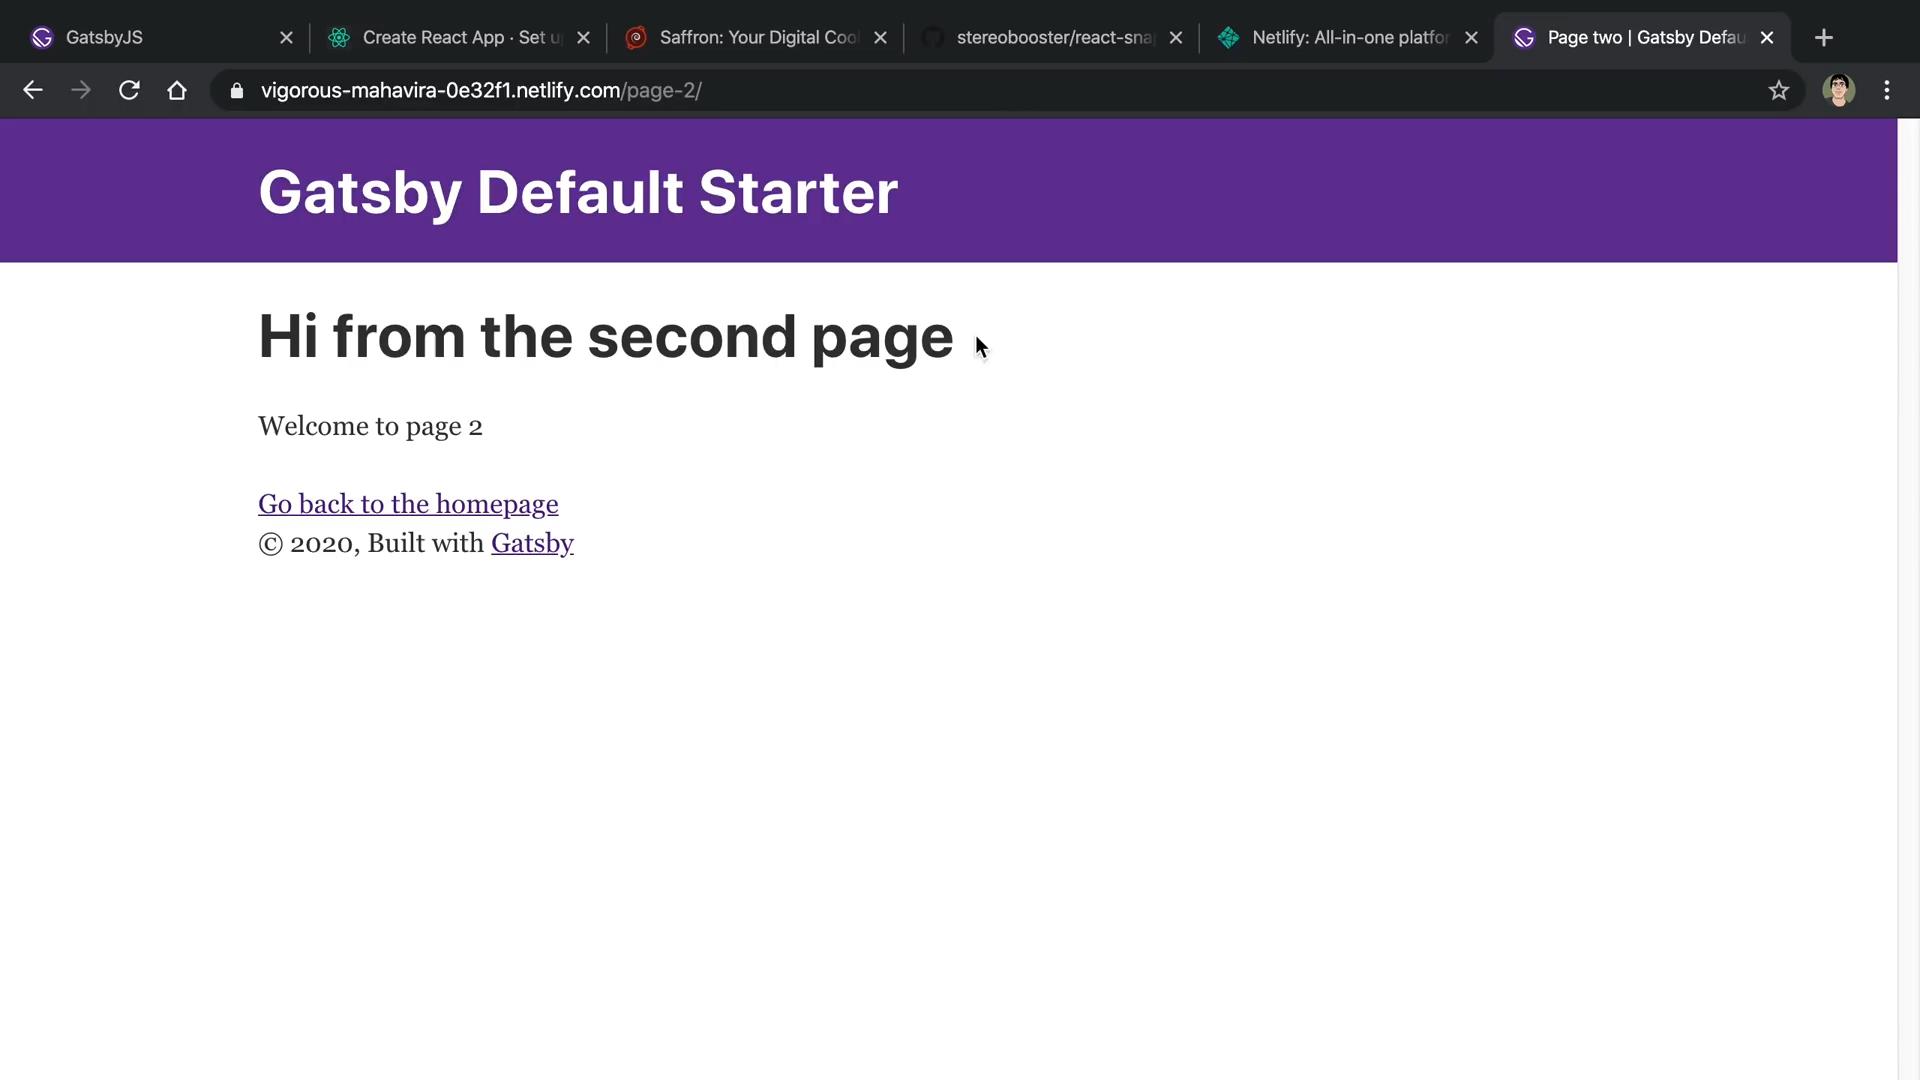 GatsbyJS
Create React App · Set u
Saffron: Your Digital Coo
stereobooster/react-sna
Netlify: All-in-one platfor
Page two | Gatsby Defau
vigorous-mahavira-0e32f1.netlify.com/page-2/
Gatsby Default Starter
Hi from the second page
Welcome to page 2
Go back to the homepage
© 2020, Built with Gatsby